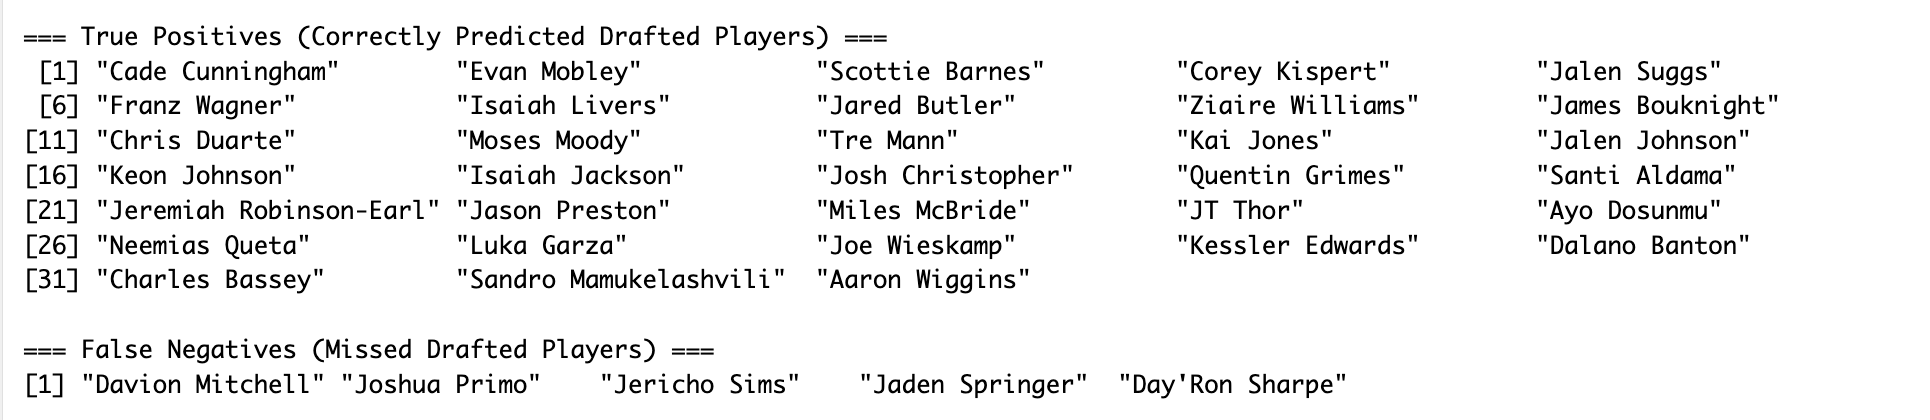 === True Positives (Correctly Predicted Drafted Players) ===
 [1] "Cade Cunningham"        "Evan Mobley"            "Scottie Barnes"         "Corey Kispert"          "Jalen Suggs"
 [6] "Franz Wagner"           "Isaiah Livers"          "Jared Butler"           "Ziaire Williams"        "James Bouknight"
[11] "Chris Duarte"           "Moses Moody"            "Tre Mann"               "Kai Jones"              "Jalen Johnson"
[16] "Keon Johnson"           "Isaiah Jackson"         "Josh Christopher"       "Quentin Grimes"         "Santi Aldama"
[21] "Jeremiah Robinson-Earl" "Jason Preston"          "Miles McBride"          "JT Thor"                "Ayo Dosunmu"
[26] "Neemias Queta"          "Luka Garza"             "Joe Wieskamp"           "Kessler Edwards"        "Dalano Banton"
[31] "Charles Bassey"         "Sandro Mamukelashvili"  "Aaron Wiggins"
=== False Negatives (Missed Drafted Players) ===
[1] "Davion Mitchell" "Joshua Primo"    "Jericho Sims"    "Jaden Springer"  "Day'Ron Sharpe"